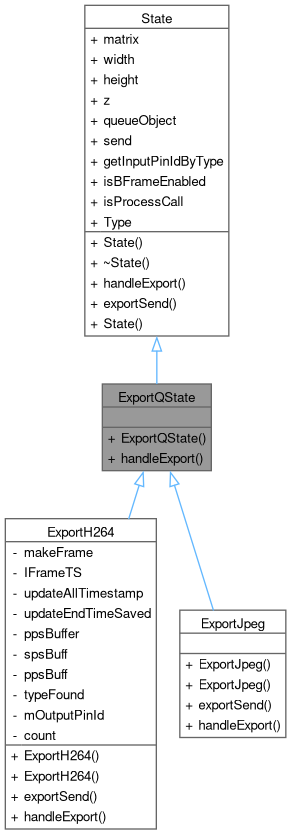 State
+ matrix
+ width
+ height
+ z
+ queueObject
+ send
+ getInputPinIdByType
+ isBFrameEnabled
+ isProcessCall
+ Type
+ State()
+ ~State()
+ handleExport()
+ exportSend()
+ State()
ExportQState
+ ExportQState()
+ handleExport()
ExportH264
- makeFrame
- IFrameTS
- updateAllTimestamp
- updateEndTimeSaved
- ppsBuffer
- spsBuff
- ppsBuff
- typeFound
- mOutputPinId
- count
+ ExportH264()
+ ExportH264()
+ exportSend()
+ handleExport()
ExportJpeg
+ ExportJpeg()
+ ExportJpeg()
+ exportSend()
+ handleExport()